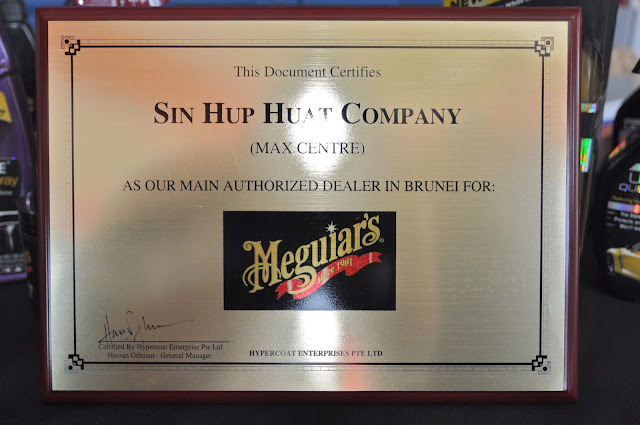 This Document Certifies
SIN HUP HUAT COMPANY
(MAX CENTRE)
AS OUR MAIN AUTHORIZED DEALER IN BRUNEI FOR:
Meguiar's
since 1901
Certified By Hypercoat Enterprise Pte Ltd
Hassan Othman - General Manager
HYPERCOAT ENTERPRISES PTE LTD